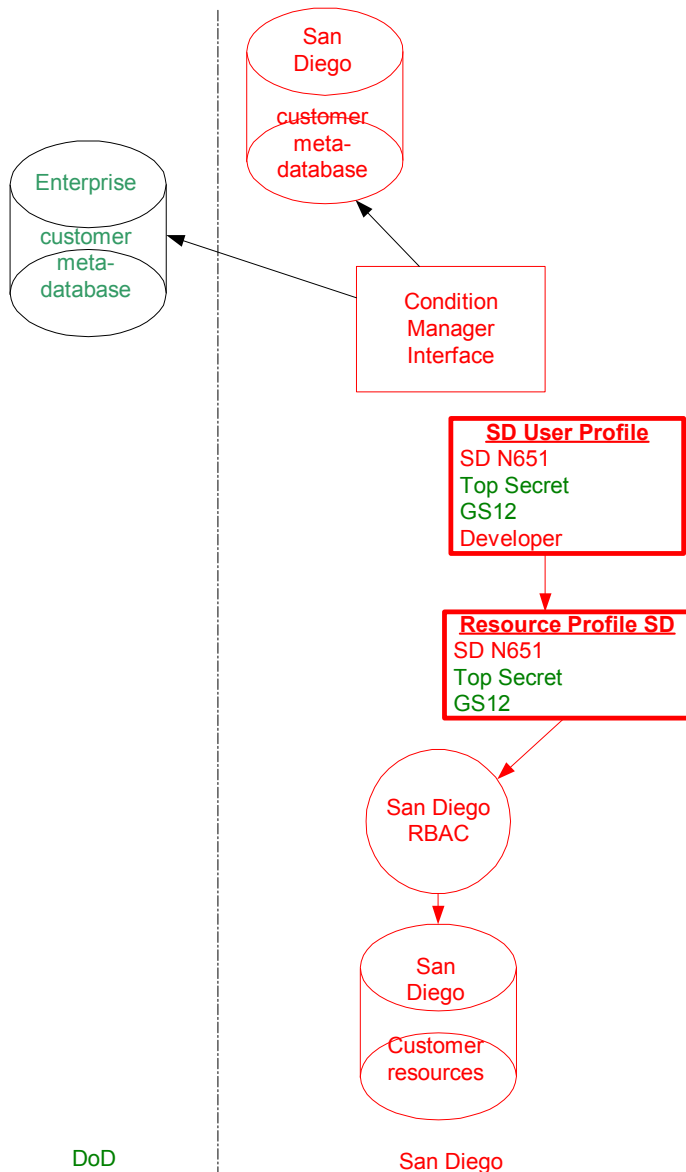 San
Diego
customer
meta-
database
Enterprise
customer
meta-
database
Condition
Manager
Interface
SD User Profile
SD N651
Top Secret
GS12
Developer
Resource Profile SD
SD N651
Top Secret
GS12
San Diego
RBAC
San
Diego
Customer
resources
DoD
San Diego